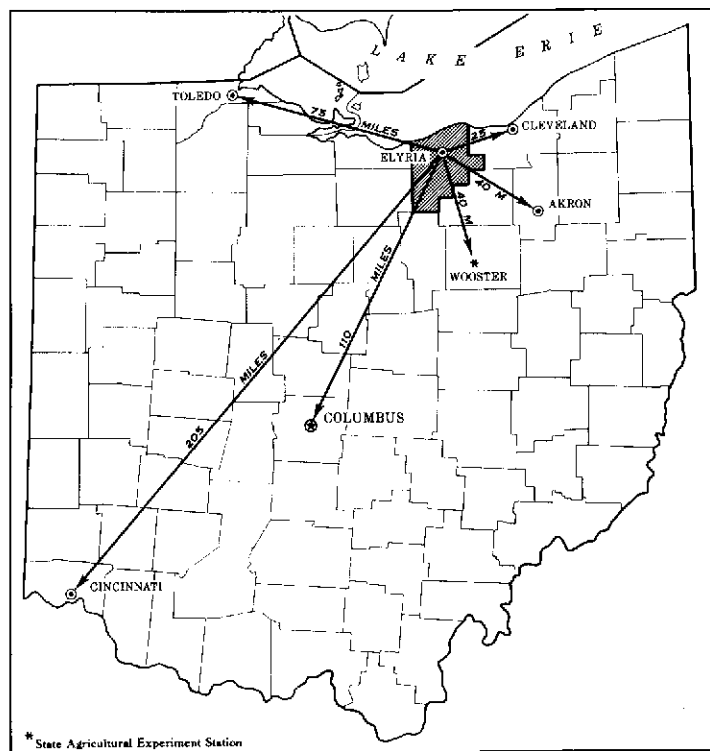 LAKE ERIE
TOLEDO
75 MILES
25
CLEVELAND
ELYRIA
40 M
AKRON
40 M
* WOOSTER
MILES
110
MILES
205
COLUMBUS
CINCINNATI
* State Agricultural Experiment Station